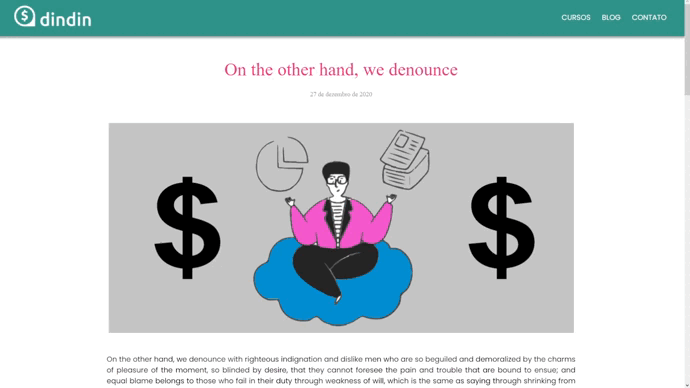 $ dindin
CURSOS BLOG CONTATO
On the other hand, we denounce
27 de dezembro de 2020
$ $
On the other hand, we denounce with righteous indignation and dislike men who are so beguiled and demoralized by the charms
of pleasure of the moment, so blinded by desire, that they cannot foresee the pain and trouble that are bound to ensue; and
equal blame belongs to those who fail in their duty through weakness of will, which is the same as saying through shrinking from